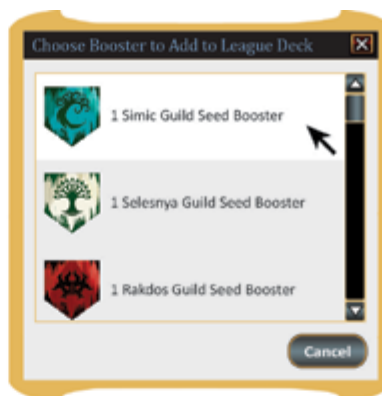 Choose Booster to Add to League Deck
1 Simic Guild Seed Booster
1 Selesnya Guild Seed Booster
1 Rakdos Guild Seed Booster
Cancel